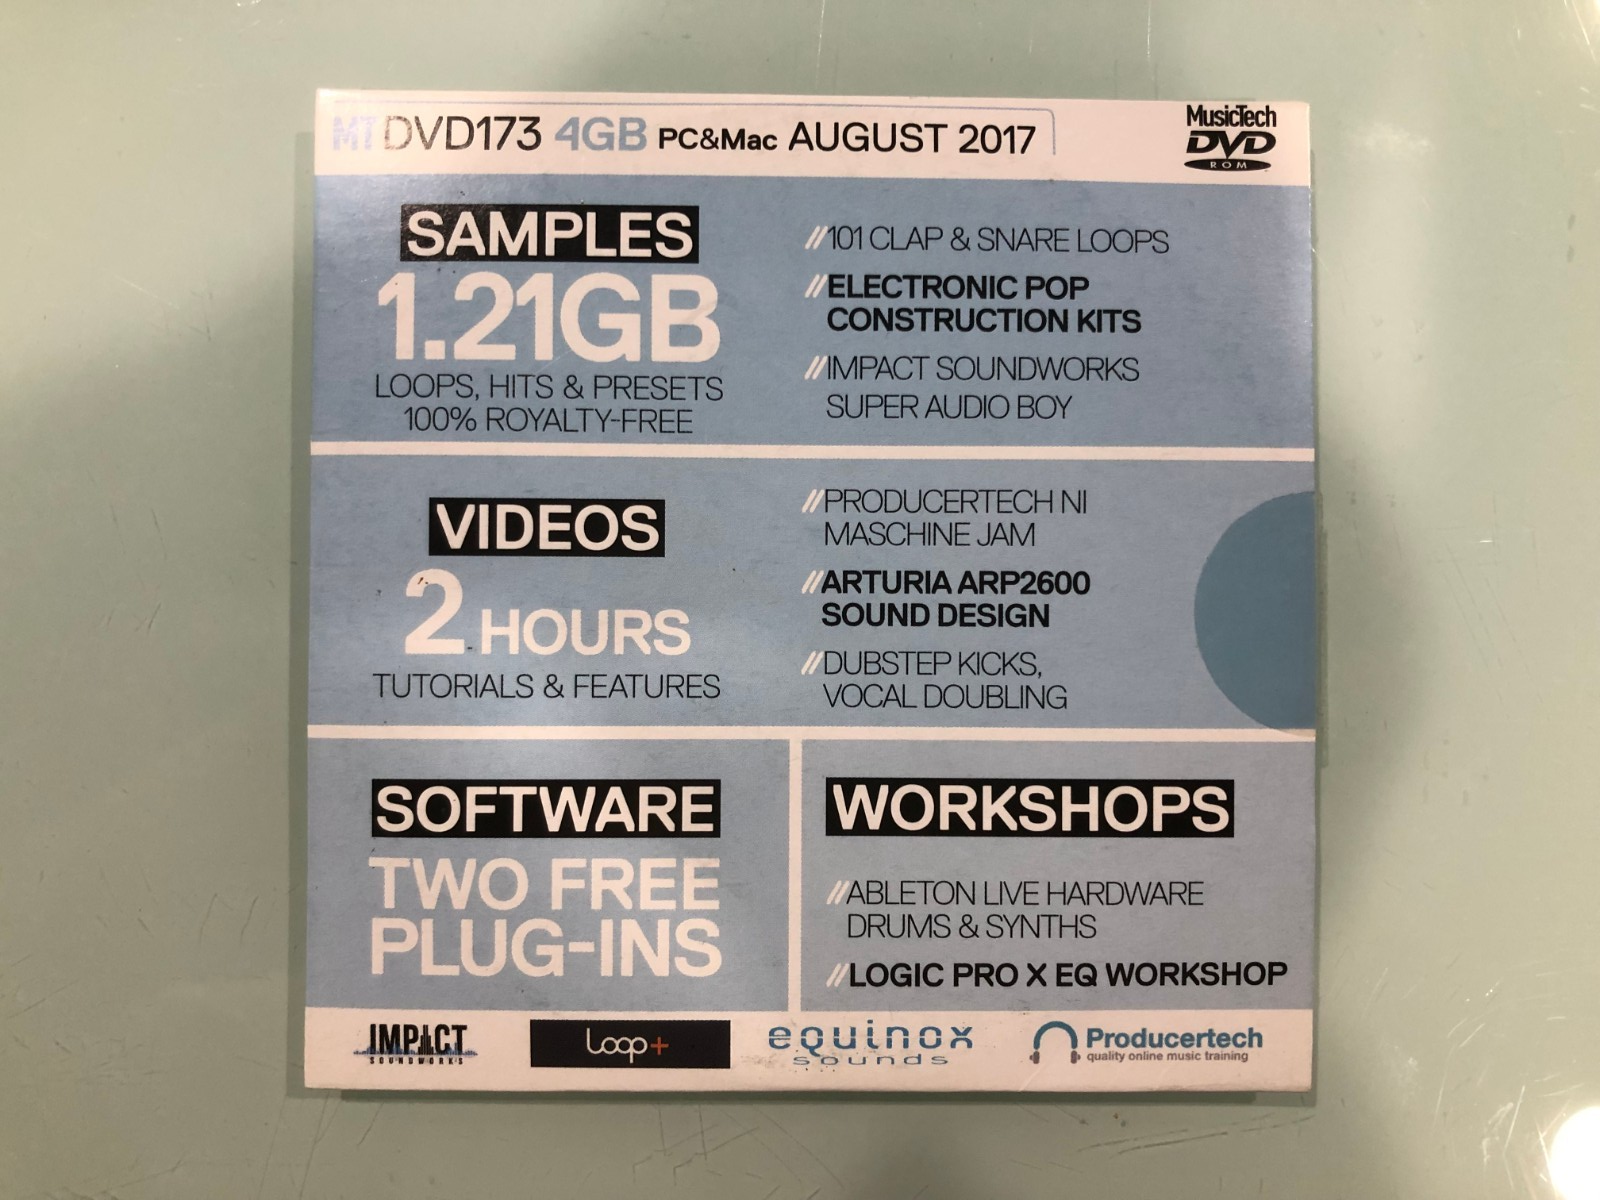 MT DVD173 4GB PC&Mac AUGUST 2017
MusicTech
DVD
ROM
SAMPLES
1.21GB
LOOPS, HITS & PRESETS
100% ROYALTY-FREE
//101 CLAP & SNARE LOOPS
//ELECTRONIC POP
CONSTRUCTION KITS
//IMPACT SOUNDWORKS
SUPER AUDIO BOY
VIDEOS
2 HOURS
TUTORIALS & FEATURES
//PRODUCERTECH NI
MASCHINE JAM
//ARTURIA ARP2600
SOUND DESIGN
//DUBSTEP KICKS,
VOCAL DOUBLING
SOFTWARE
TWO FREE
PLUG-INS
WORKSHOPS
//ABLETON LIVE HARDWARE
DRUMS & SYNTHS
//LOGIC PRO X EQ WORKSHOP
IMPACT
SOUNDWORKS
Loop+
equinox
sounds
Producertech
quality online music training